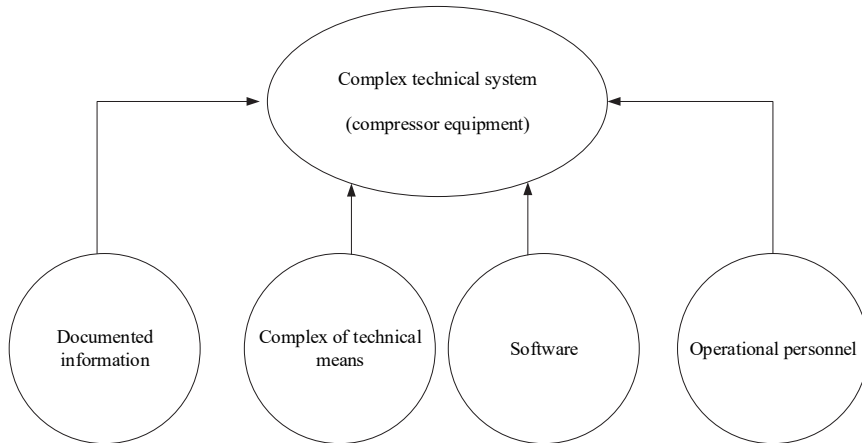 Complex technical system
(compressor equipment)
Documented
information
Complex of technical
means
Software
Operational personnel